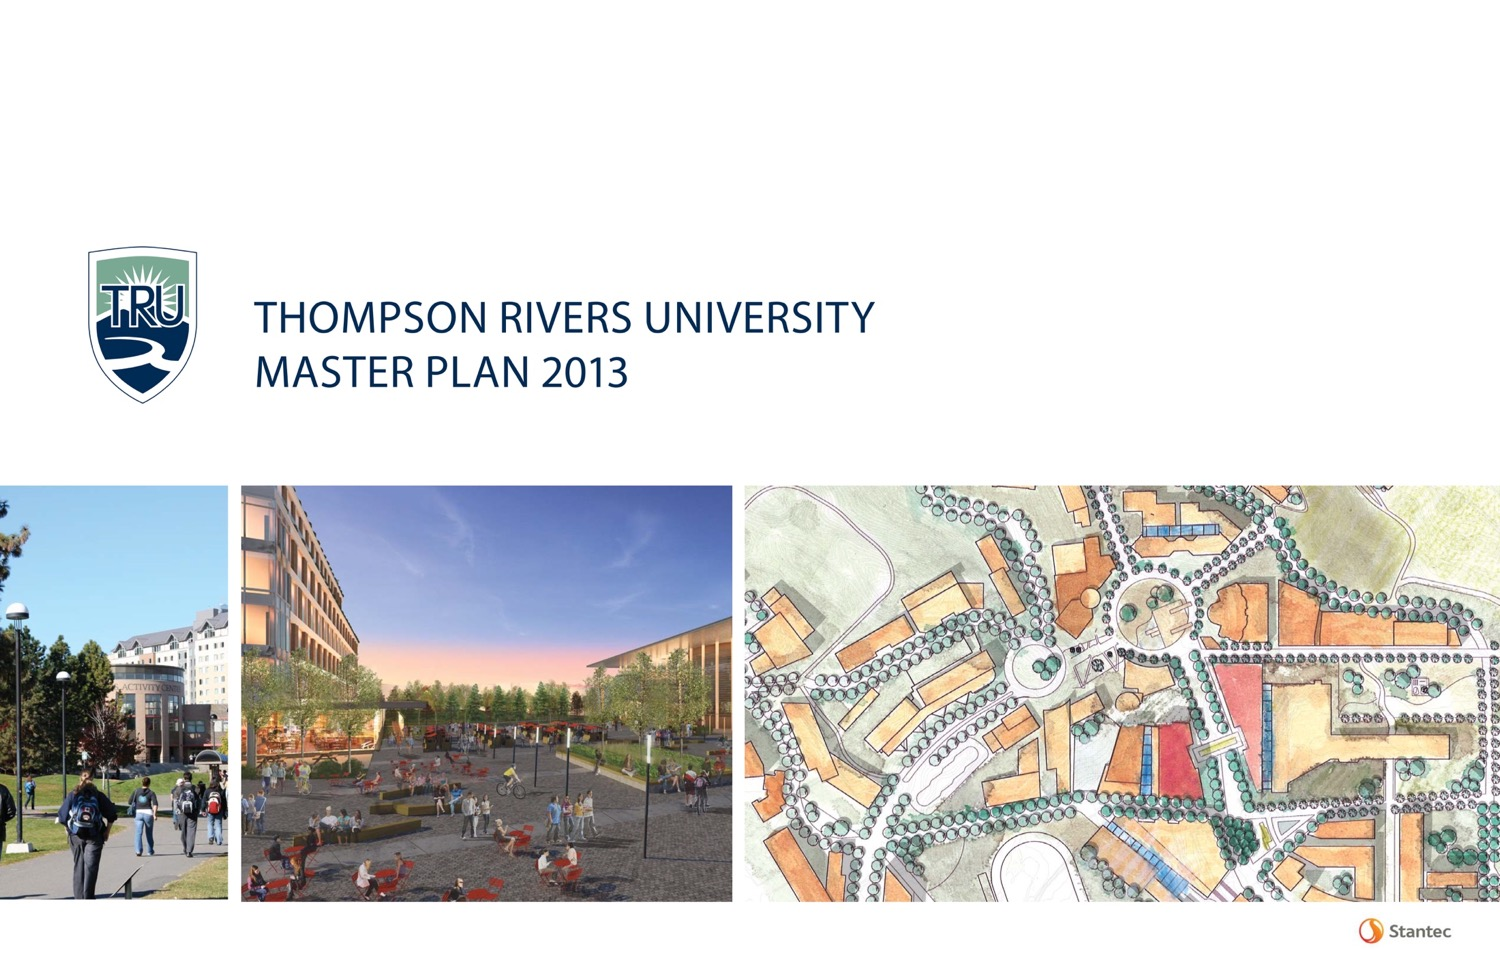 TRU
THOMPSON RIVERS UNIVERSITY
MASTER PLAN 2013
Stantec